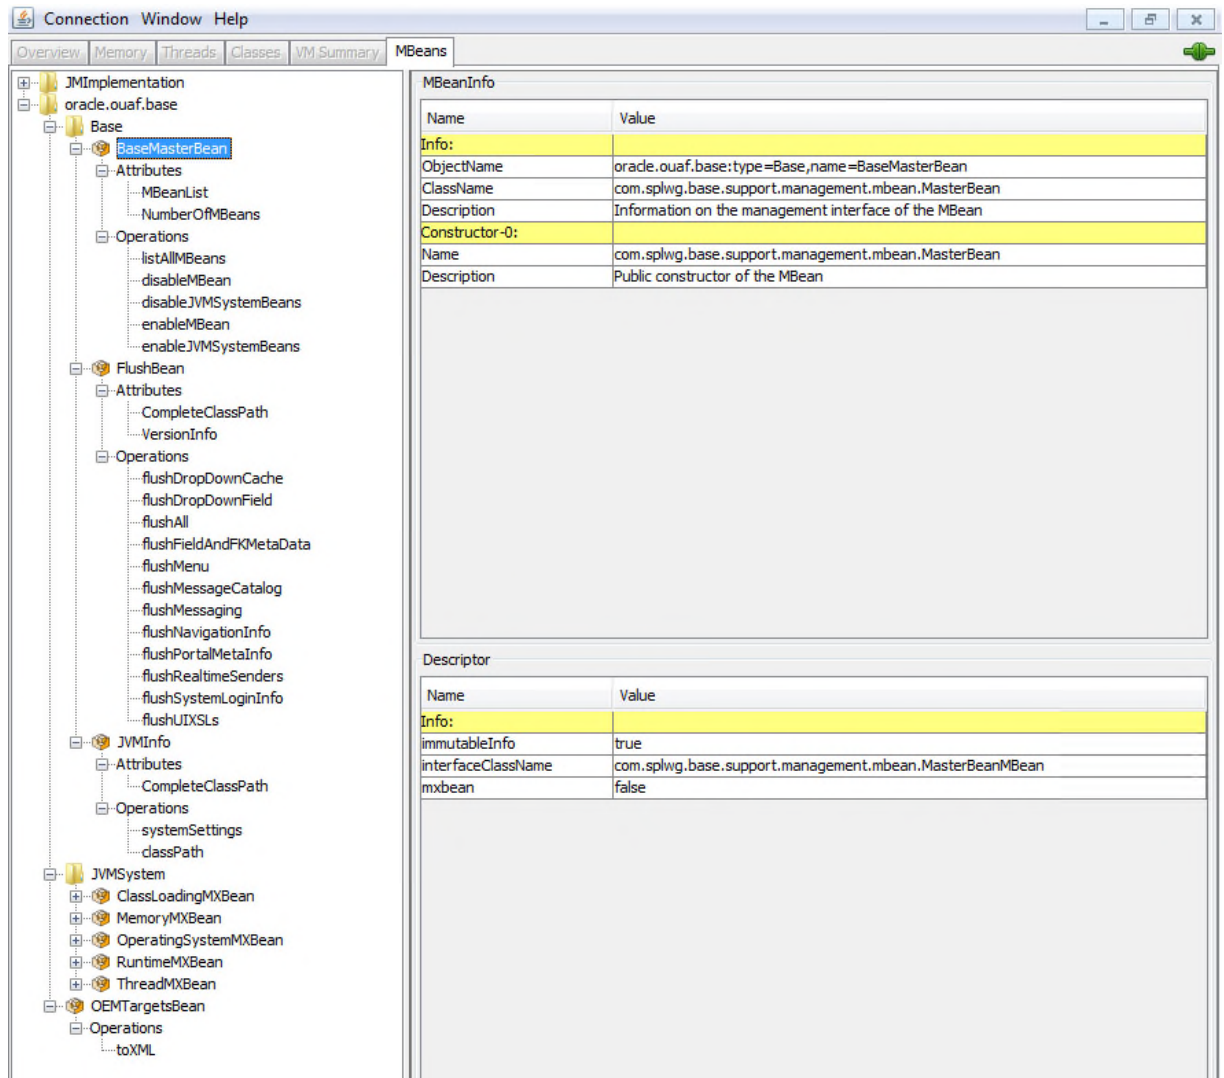 Connection Window Help
Overview Memory Threads Classes VM Summary MBeans
JMImplementation
oracle.ouaf.base
Base
BaseMasterBean
Attributes
MBeanList
NumberOfMBeans
Operations
listAllMBeans
disableMBean
disableJVMSystemBeans
enableMBean
enableJVMSystemBeans
FlushBean
Attributes
CompleteClassPath
VersionInfo
Operations
flushDropDownCache
flushDropDownField
flushAll
flushFieldAndFKMetaData
flushMenu
flushMessageCatalog
flushMessaging
flushNavigationInfo
flushPortalMetaInfo
flushRealtimeSenders
flushSystemLoginInfo
flushUIXSLs
JVMInfo
Attributes
CompleteClassPath
Operations
systemSettings
classPath
JVMSystem
ClassLoadingMXBean
MemoryMXBean
OperatingSystemMXBean
RuntimeMXBean
ThreadMXBean
OEMTargetsBean
Operations
toXML
MBeanInfo
Name Value
Info:
ObjectName oracle.ouaf.base:type=Base,name=BaseMasterBean
ClassName com.splwg.base.support.management.mbean.MasterBean
Description Information on the management interface of the MBean
Constructor-0:
Name com.splwg.base.support.management.mbean.MasterBean
Description Public constructor of the MBean
Descriptor
Name Value
Info:
immutableInfo true
interfaceClassName com.splwg.base.support.management.mbean.MasterBeanMBean
mxbean false